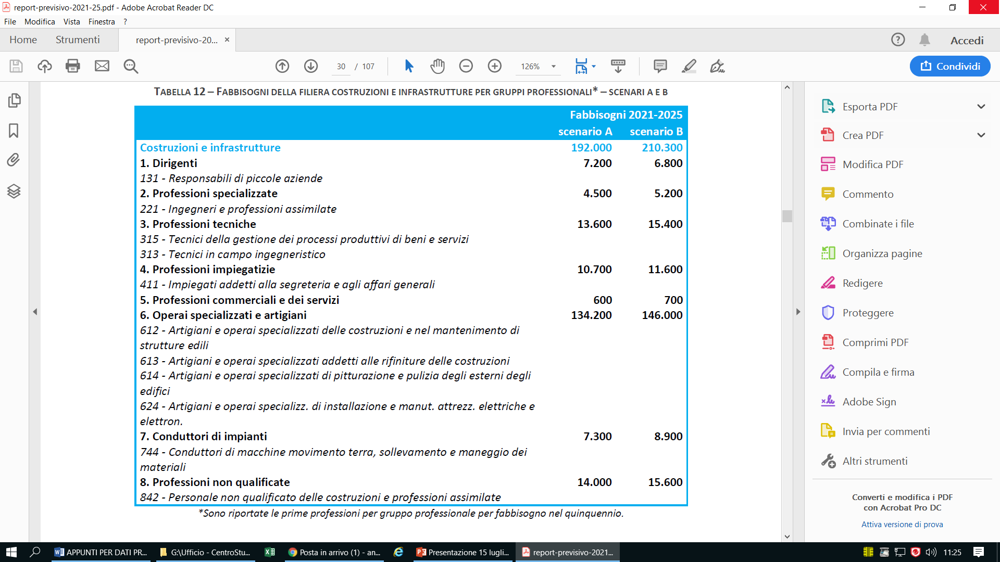 report-previsivo-2021-25.pdf - Adobe Acrobat Reader DC
File Modifica Vista Finestra ?
Home Strumenti report-previsivo-20... × Accedi
30 / 107 126% Condividi
TABELLA 12 – FABBISOGNI DELLA FILIERA COSTRUZIONI E INFRASTRUTTURE PER GRUPPI PROFESSIONALI* – SCENARI A E B
Fabbisogni 2021-2025
scenario A scenario B
Costruzioni e infrastrutture 192.000 210.300
1. Dirigenti 7.200 6.800
131 - Responsabili di piccole aziende
2. Professioni specializzate 4.500 5.200
221 - Ingegneri e professioni assimilate
3. Professioni tecniche 13.600 15.400
315 - Tecnici della gestione dei processi produttivi di beni e servizi
313 - Tecnici in campo ingegneristico
4. Professioni impiegatizie 10.700 11.600
411 - Impiegati addetti alla segreteria e agli affari generali
5. Professioni commerciali e dei servizi 600 700
6. Operai specializzati e artigiani 134.200 146.000
612 - Artigiani e operai specializzati delle costruzioni e nel mantenimento di
strutture edili
613 - Artigiani e operai specializzati addetti alle rifiniture delle costruzioni
614 - Artigiani e operai specializzati di pitturazione e pulizia degli esterni degli
edifici
624 - Artigiani e operai specializz. di installazione e manut. attrezz. elettriche e
elettron.
7. Conduttori di impianti 7.300 8.900
744 - Conduttori di macchine movimento terra, sollevamento e maneggio dei
materiali
8. Professioni non qualificate 14.000 15.600
842 - Personale non qualificato delle costruzioni e professioni assimilate
*Sono riportate le prime professioni per gruppo professionale per fabbisogno nel quinquennio.
Esporta PDF
Crea PDF
Modifica PDF
Commento
Combinate i file
Organizza pagine
Redigere
Proteggere
Comprimi PDF
Compila e firma
Adobe Sign
Invia per commenti
Altri strumenti
Converti e modifica i PDF
con Acrobat Pro DC
Attiva versione di prova
APPUNTI PER DATI PR... G:\Ufficio - CentroStu... Posta in arrivo (1) - an... Presentazione 15 lugli... report-previsivo-2021... 11:25